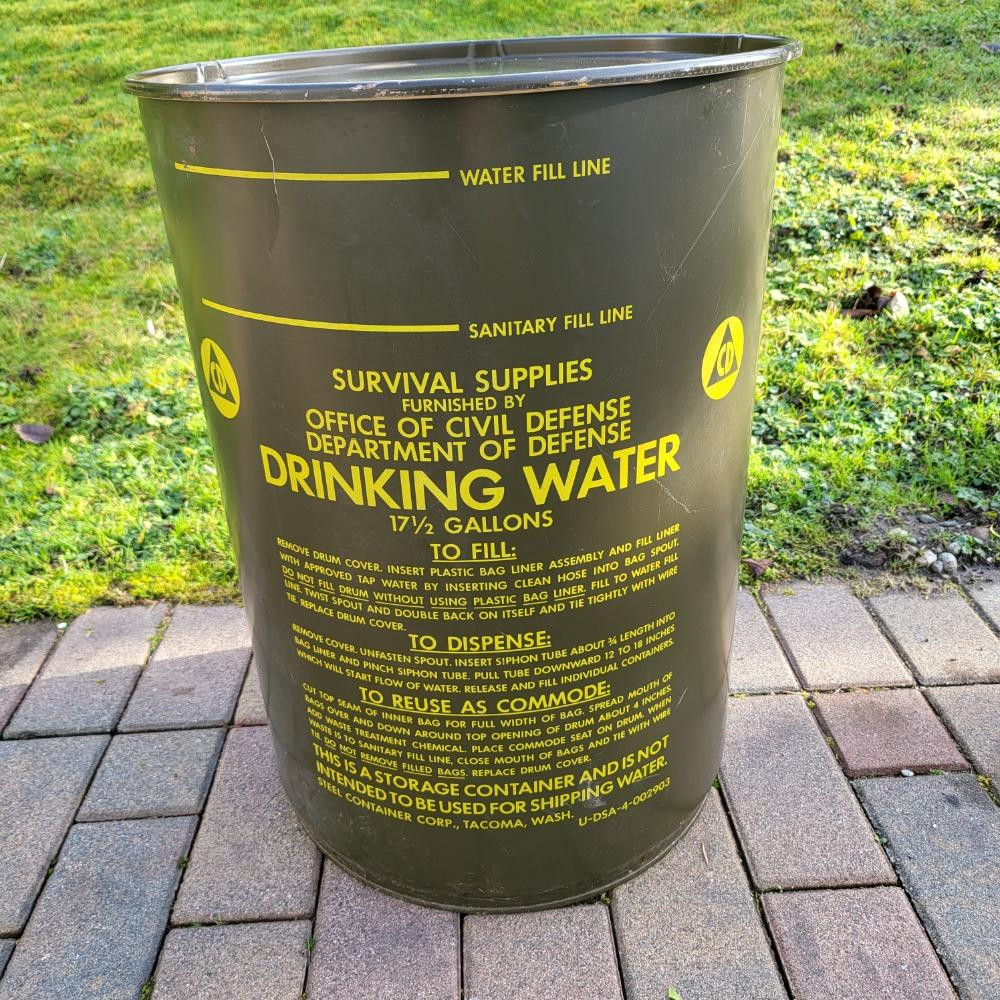 WATER FILL LINE
SANITARY FILL LINE
CD
CD
SURVIVAL SUPPLIES
FURNISHED BY
OFFICE OF CIVIL DEFENSE
DEPARTMENT OF DEFENSE
DRINKING WATER
17½ GALLONS
TO FILL:
REMOVE DRUM COVER. INSERT PLASTIC BAG LINER ASSEMBLY AND FILL LINER
WITH APPROVED TAP WATER BY INSERTING CLEAN HOSE INTO BAG SPOUT.
DO NOT FILL DRUM WITHOUT USING PLASTIC BAG LINER. FILL TO WATER FILL
LINE. TWIST SPOUT AND DOUBLE BACK ON ITSELF AND TIE TIGHTLY WITH WIRE
TIE. REPLACE DRUM COVER.
TO DISPENSE:
REMOVE COVER. UNFASTEN SPOUT. INSERT SIPHON TUBE ABOUT ¾ LENGTH INTO
BAG LINER AND PINCH SIPHON TUBE. PULL TUBE DOWNWARD 12 TO 18 INCHES
WHICH WILL START FLOW OF WATER. RELEASE AND FILL INDIVIDUAL CONTAINERS.
TO REUSE AS COMMODE:
CUT TOP SEAM OF INNER BAG FOR FULL WIDTH OF BAG. SPREAD MOUTH OF
BAGS OVER AND DOWN AROUND TOP OPENING OF DRUM ABOUT 4 INCHES.
ADD WASTE TREATMENT CHEMICAL. PLACE COMMODE SEAT ON DRUM. WHEN
WASTE IS TO SANITARY FILL LINE, CLOSE MOUTH OF BAGS AND TIE WITH WIRE
TIE. DO NOT REMOVE FILLED BAGS. REPLACE DRUM COVER.
THIS IS A STORAGE CONTAINER AND IS NOT
INTENDED TO BE USED FOR SHIPPING WATER.
STEEL CONTAINER CORP., TACOMA, WASH. U-DSA-4-002903